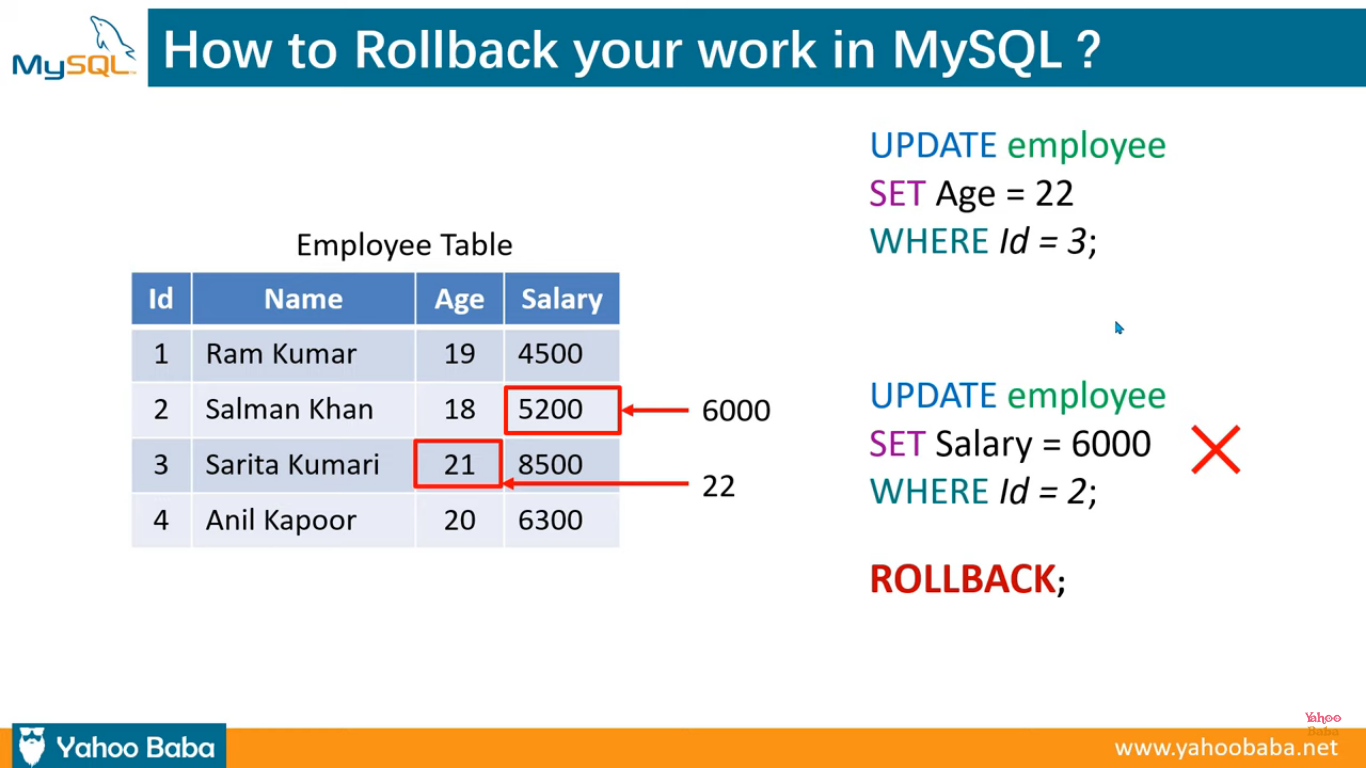 MySQL
How to Rollback your work in MySQL ?
Employee Table
Id Name Age Salary
1 Ram Kumar 19 4500
2 Salman Khan 18 5200
3 Sarita Kumari 21 8500
4 Anil Kapoor 20 6300
6000
22
UPDATE employee
SET Age = 22
WHERE Id = 3;
UPDATE employee
SET Salary = 6000
WHERE Id = 2;
ROLLBACK;
Yahoo Baba
Yahoo
Baba
www.yahoobaba.net